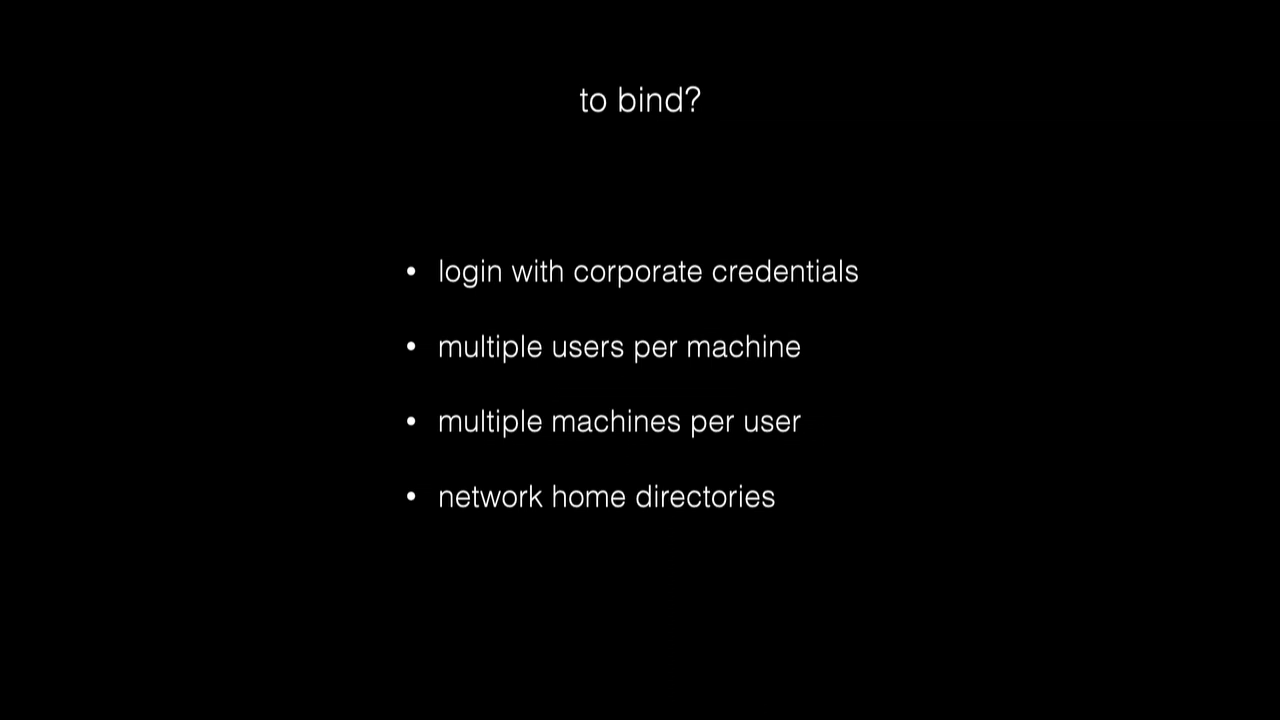 to bind?
• login with corporate credentials
• multiple users per machine
• multiple machines per user
• network home directories